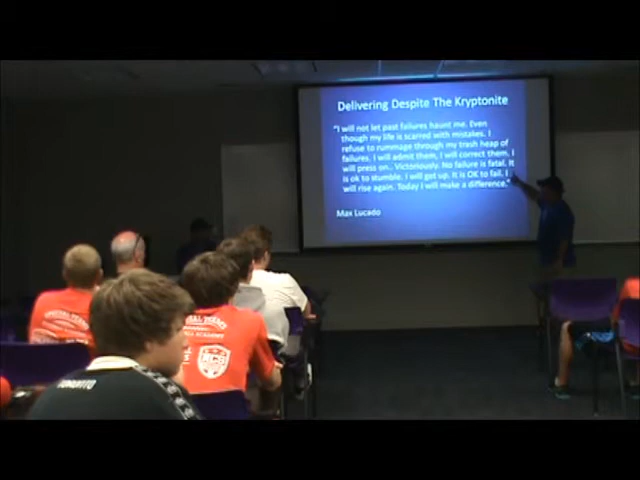 Delivering Despite The Kryptonite
"I will not let past failures haunt me. Even
though my life is scarred with mistakes. I
refuse to rummage through my trash heap of
failures. I will admit them, I will correct them. I
will press on.. Victoriously. No failure is fatal. It
is ok to stumble. I will get up. It is OK to fail. I
will rise again. Today I will make a difference."
Max Lucado
SPECIAL TEAMS
ACADEMY